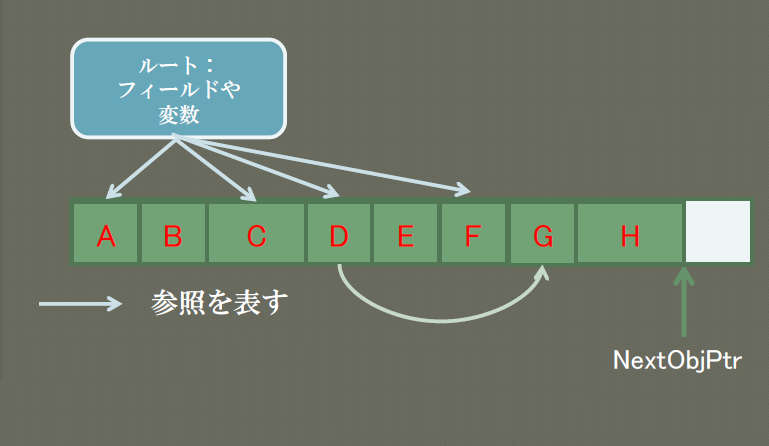 ルート：
フィールドや
変数
A B C D E F G H
参照を表す
NextObjPtr